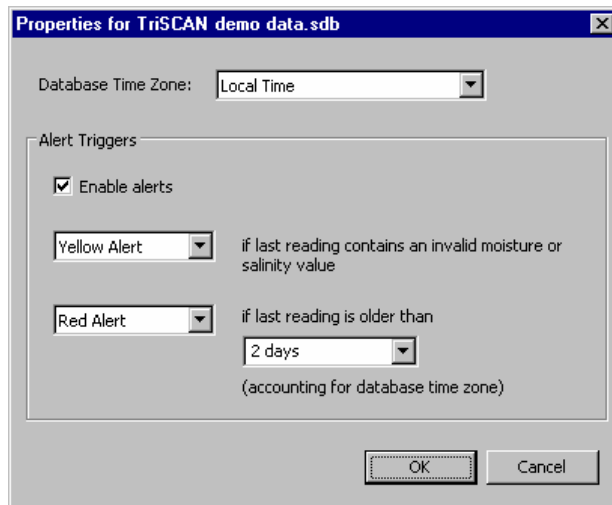 Properties for TriSCAN demo data.sdb
Database Time Zone: Local Time
Alert Triggers
Enable alerts
Yellow Alert if last reading contains an invalid moisture or
salinity value
Red Alert if last reading is older than
2 days
(accounting for database time zone)
OK Cancel